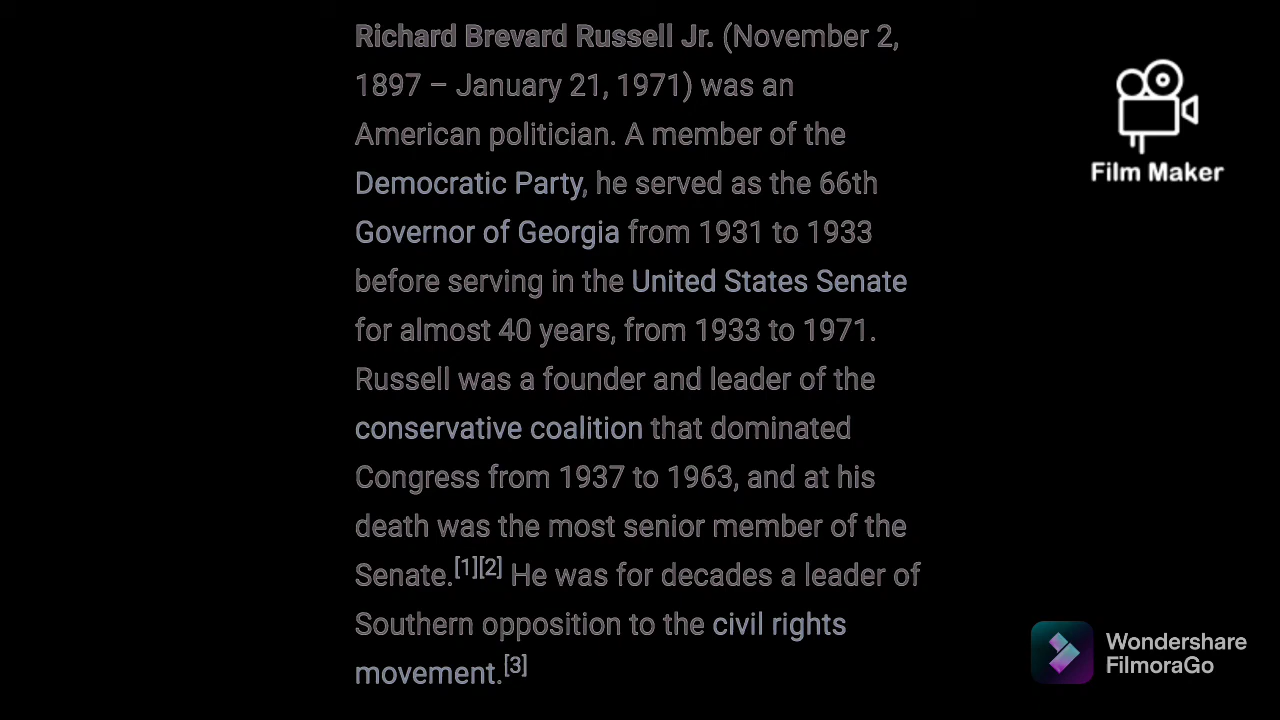 Richard Brevard Russell Jr. (November 2,
1897 – January 21, 1971) was an
American politician. A member of the
Democratic Party, he served as the 66th
Governor of Georgia from 1931 to 1933
before serving in the United States Senate
for almost 40 years, from 1933 to 1971.
Russell was a founder and leader of the
conservative coalition that dominated
Congress from 1937 to 1963, and at his
death was the most senior member of the
Senate.[1][2] He was for decades a leader of
Southern opposition to the civil rights
movement.[3]
Film Maker
Wondershare
FilmoraGo